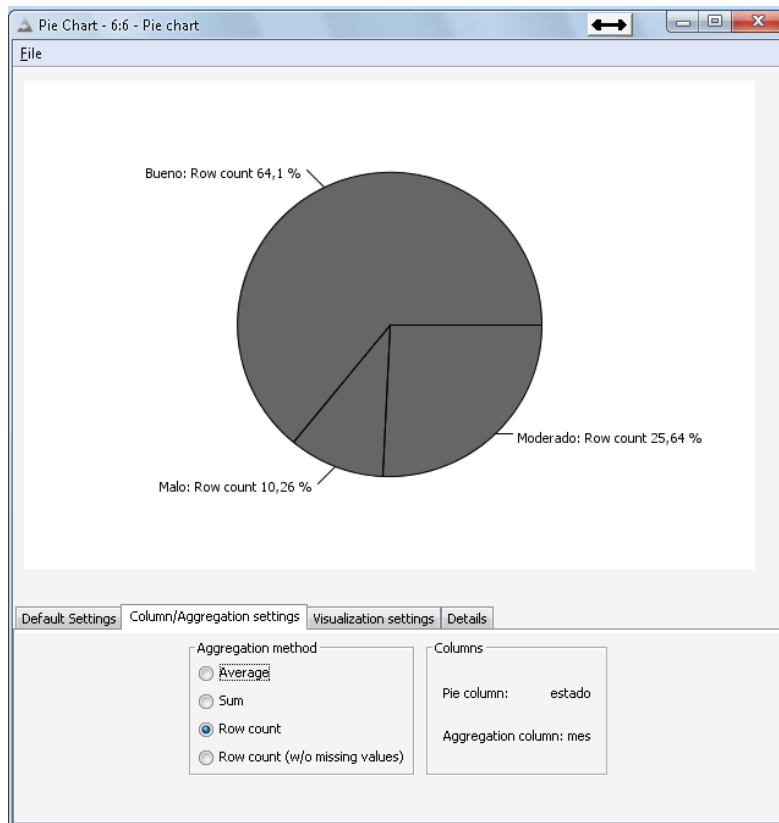 Pie Chart - 6:6 - Pie chart
File
Bueno: Row count 64,1 %
Moderado: Row count 25,64 %
Malo: Row count 10,26 %
Default Settings
Column/Aggregation settings
Visualization settings
Details
Aggregation method
Average
Sum
Row count
Row count (w/o missing values)
Columns
Pie column: estado
Aggregation column: mes